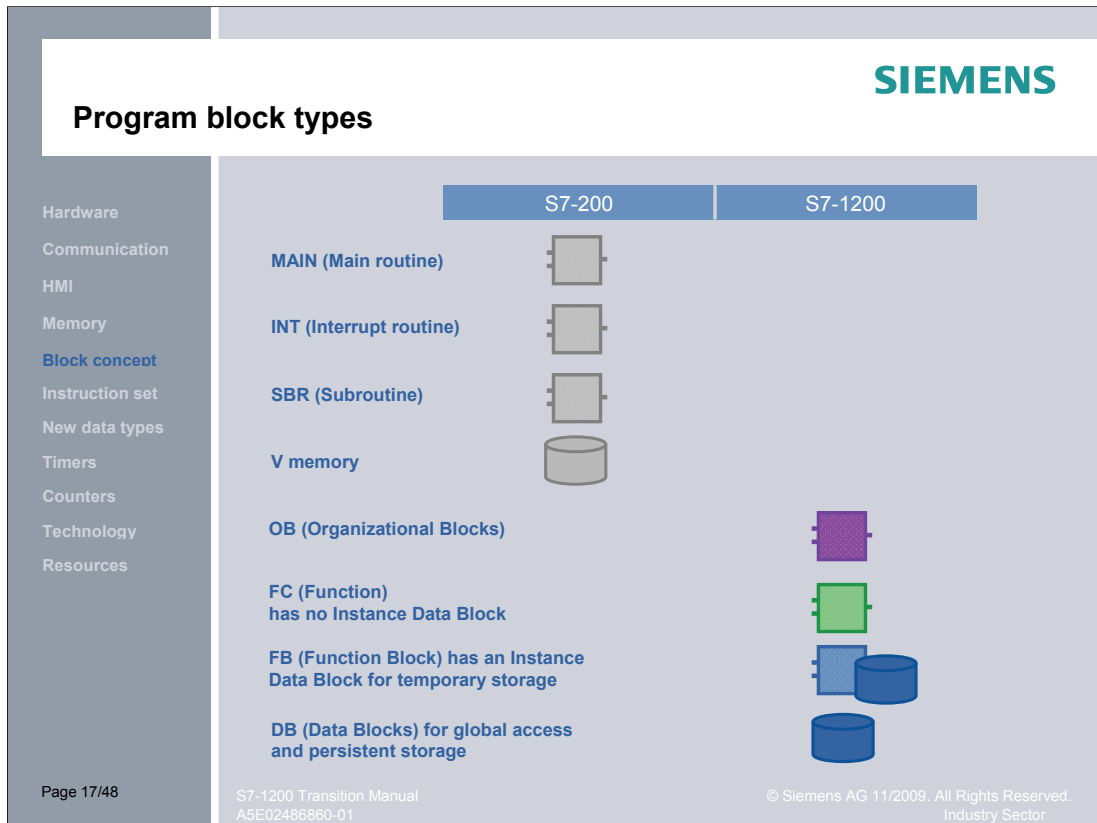 SIEMENS
Program block types
Hardware
Communication
HMI
Memory
Block concept
Instruction set
New data types
Timers
Counters
Technology
Resources
S7-200
S7-1200
MAIN (Main routine)
INT (Interrupt routine)
SBR (Subroutine)
V memory
OB (Organizational Blocks)
FC (Function)
has no Instance Data Block
FB (Function Block) has an Instance
Data Block for temporary storage
DB (Data Blocks) for global access
and persistent storage
Page 17/48
S7-1200 Transition Manual
A5E02486860-01
© Siemens AG 11/2009. All Rights Reserved.
Industry Sector